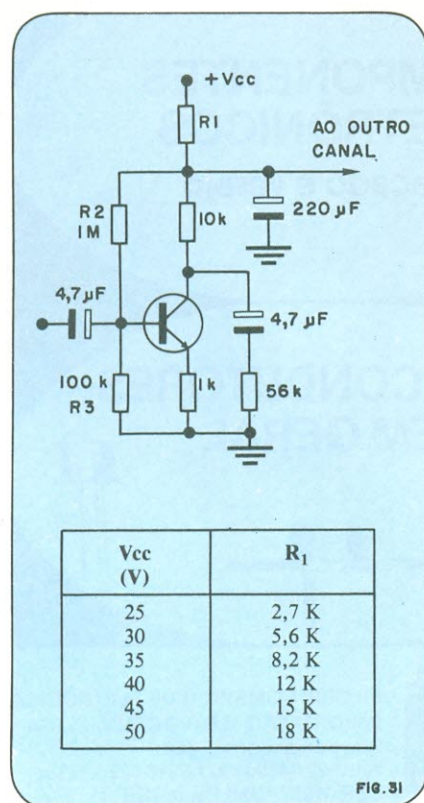 +Vcc
R1
AO OUTRO
CANAL
R2
1M
10k
220 µF
4,7 µF
4,7 µF
100 k
R3
1k
56k
Vcc
(V)
R1
25 2,7 K
30 5,6 K
35 8,2 K
40 12 K
45 15 K
50 18 K
FIG.31